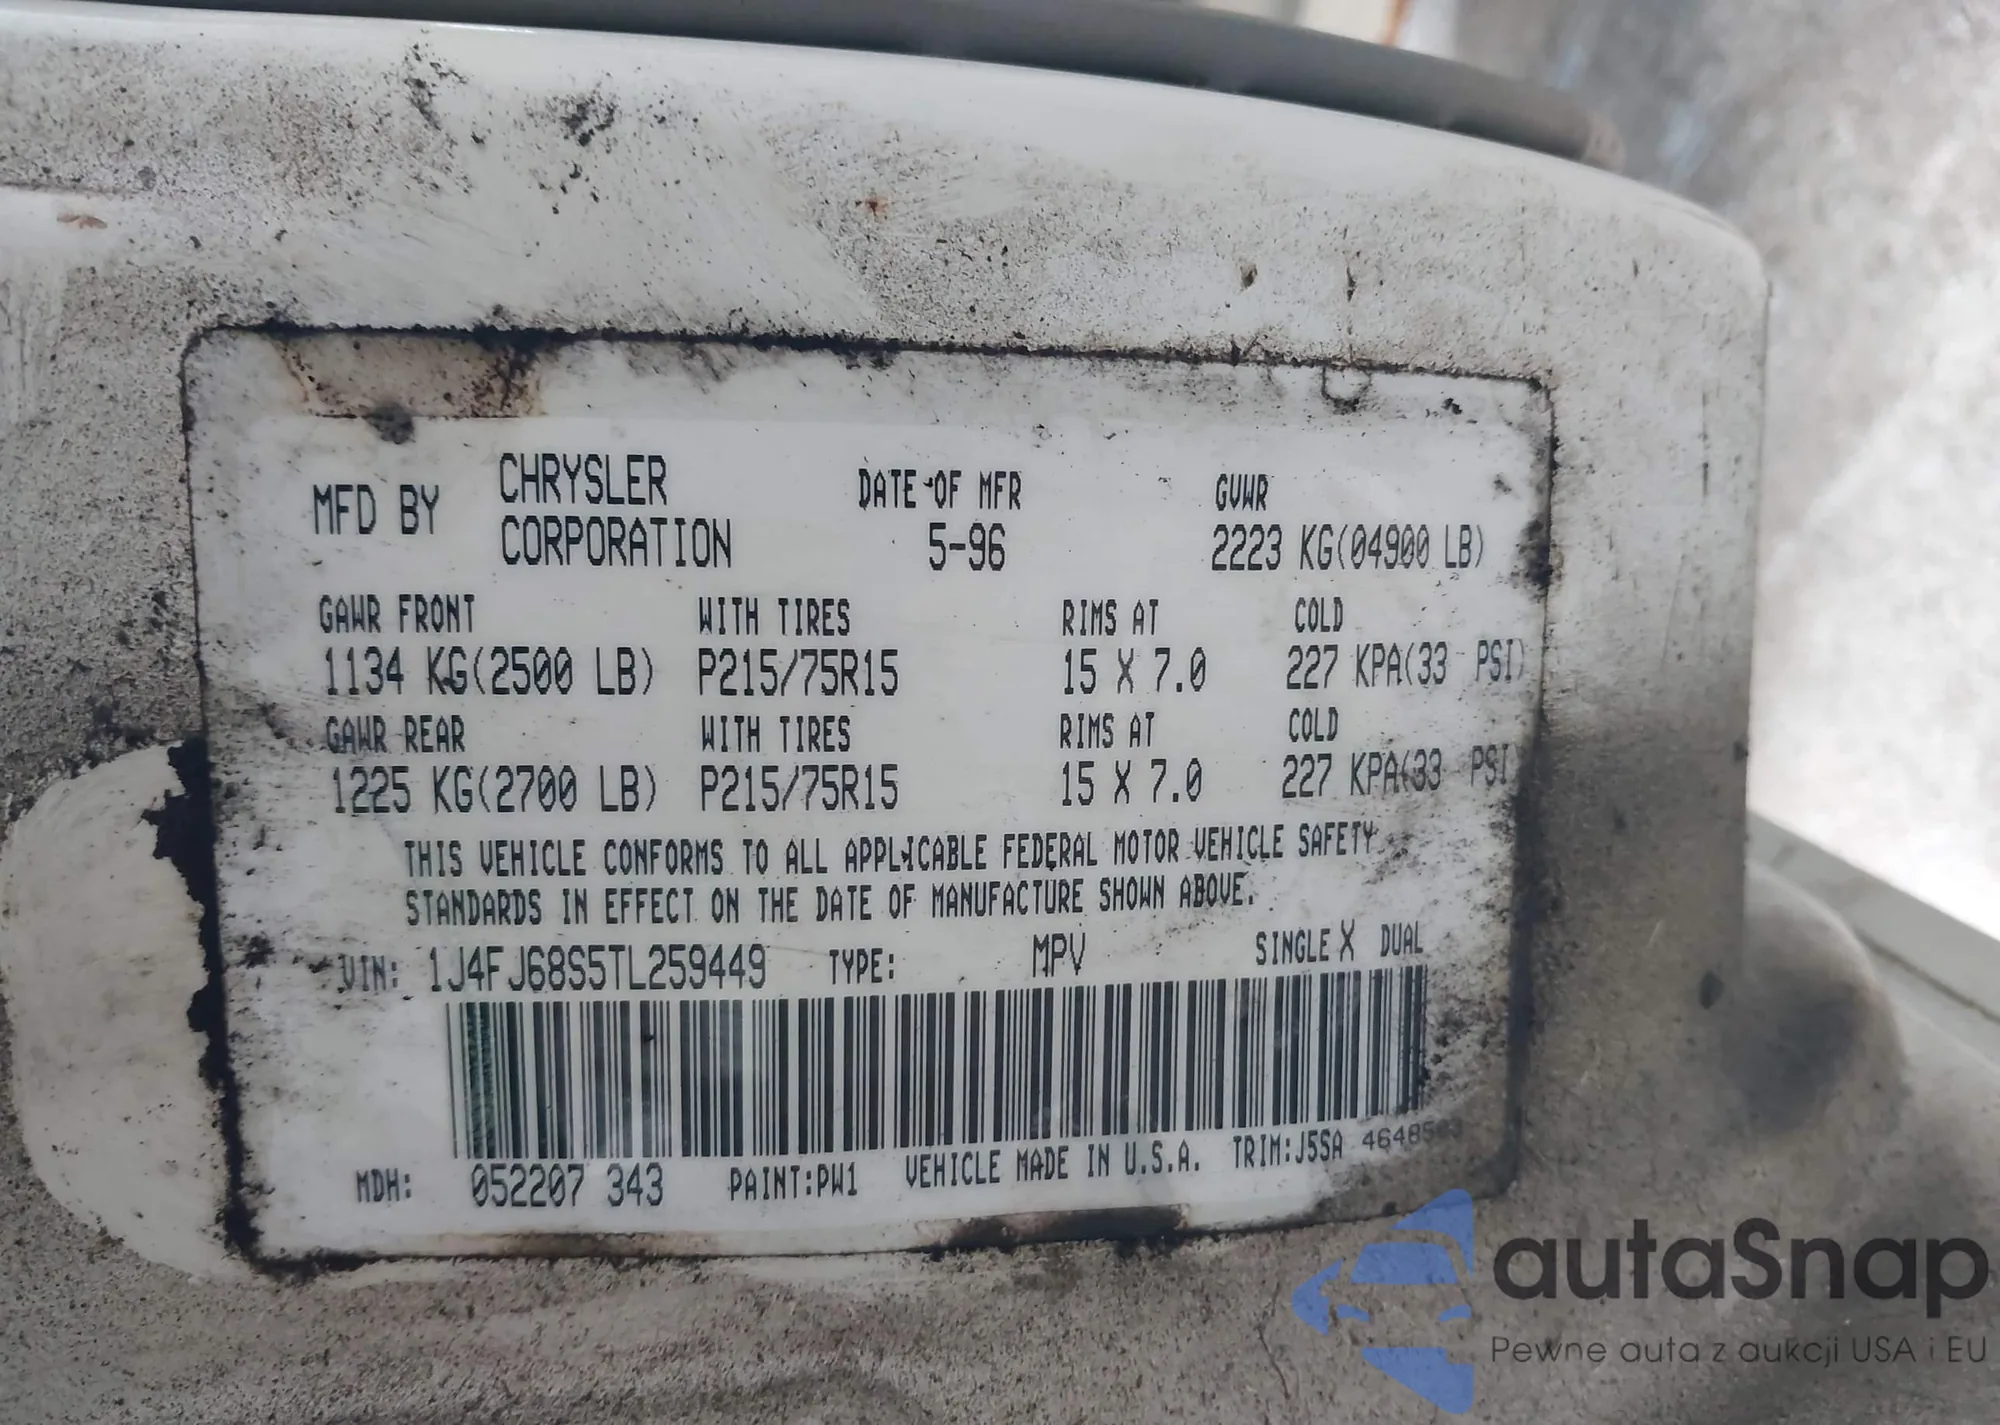 MFD BY CHRYSLER CORPORATION
DATE OF MFR 5-96
GVWR 2223 KG(04900 LB)
GAWR FRONT WITH TIRES RIMS AT COLD
1134 KG(2500 LB) P215/75R15 15 X 7.0 227 KPA(33 PSI)
GAWR REAR WITH TIRES RIMS AT COLD
1225 KG(2700 LB) P215/75R15 15 X 7.0 227 KPA(33 PSI)
THIS VEHICLE CONFORMS TO ALL APPLICABLE FEDERAL MOTOR VEHICLE SAFETY
STANDARDS IN EFFECT ON THE DATE OF MANUFACTURE SHOWN ABOVE.
VIN: 1J4FJ68S5TL259449 TYPE: MPV SINGLE X DUAL
MDH: 052207 343 PAINT:PW1 VEHICLE MADE IN U.S.A. TRIM:J5SA
autaSnap
Pewne auta z aukcji USA i EU